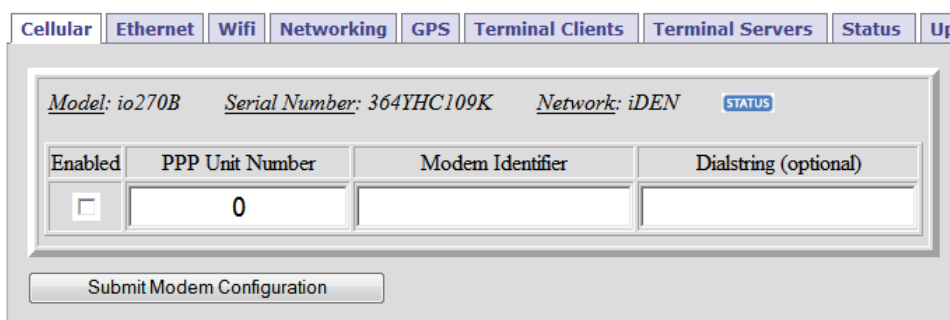 Cellular Ethernet Wifi Networking GPS Terminal Clients Terminal Servers Status
Model: io270B Serial Number: 364YHC109K Network: iDEN STATUS
Enabled PPP Unit Number Modem Identifier Dialstring (optional)
0
Submit Modem Configuration